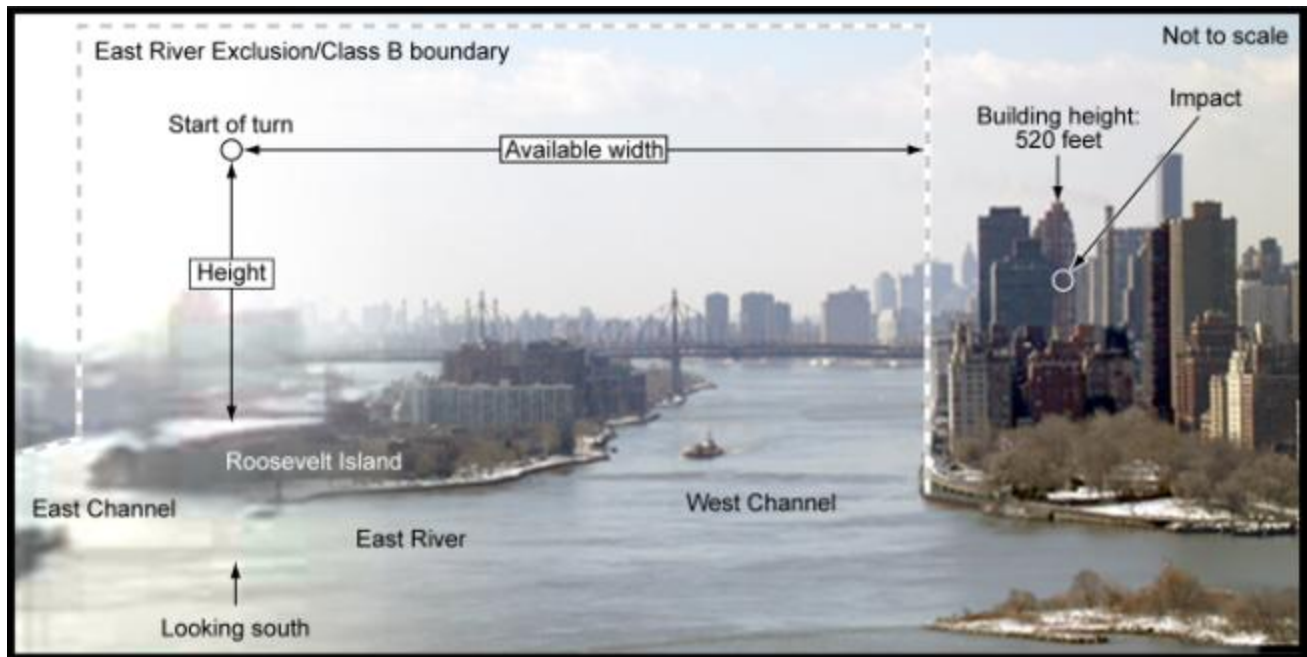 East River Exclusion/Class B boundary
Not to scale
Start of turn
Available width
Building height:
520 feet
Impact
Height
Roosevelt Island
East Channel
West Channel
East River
Looking south